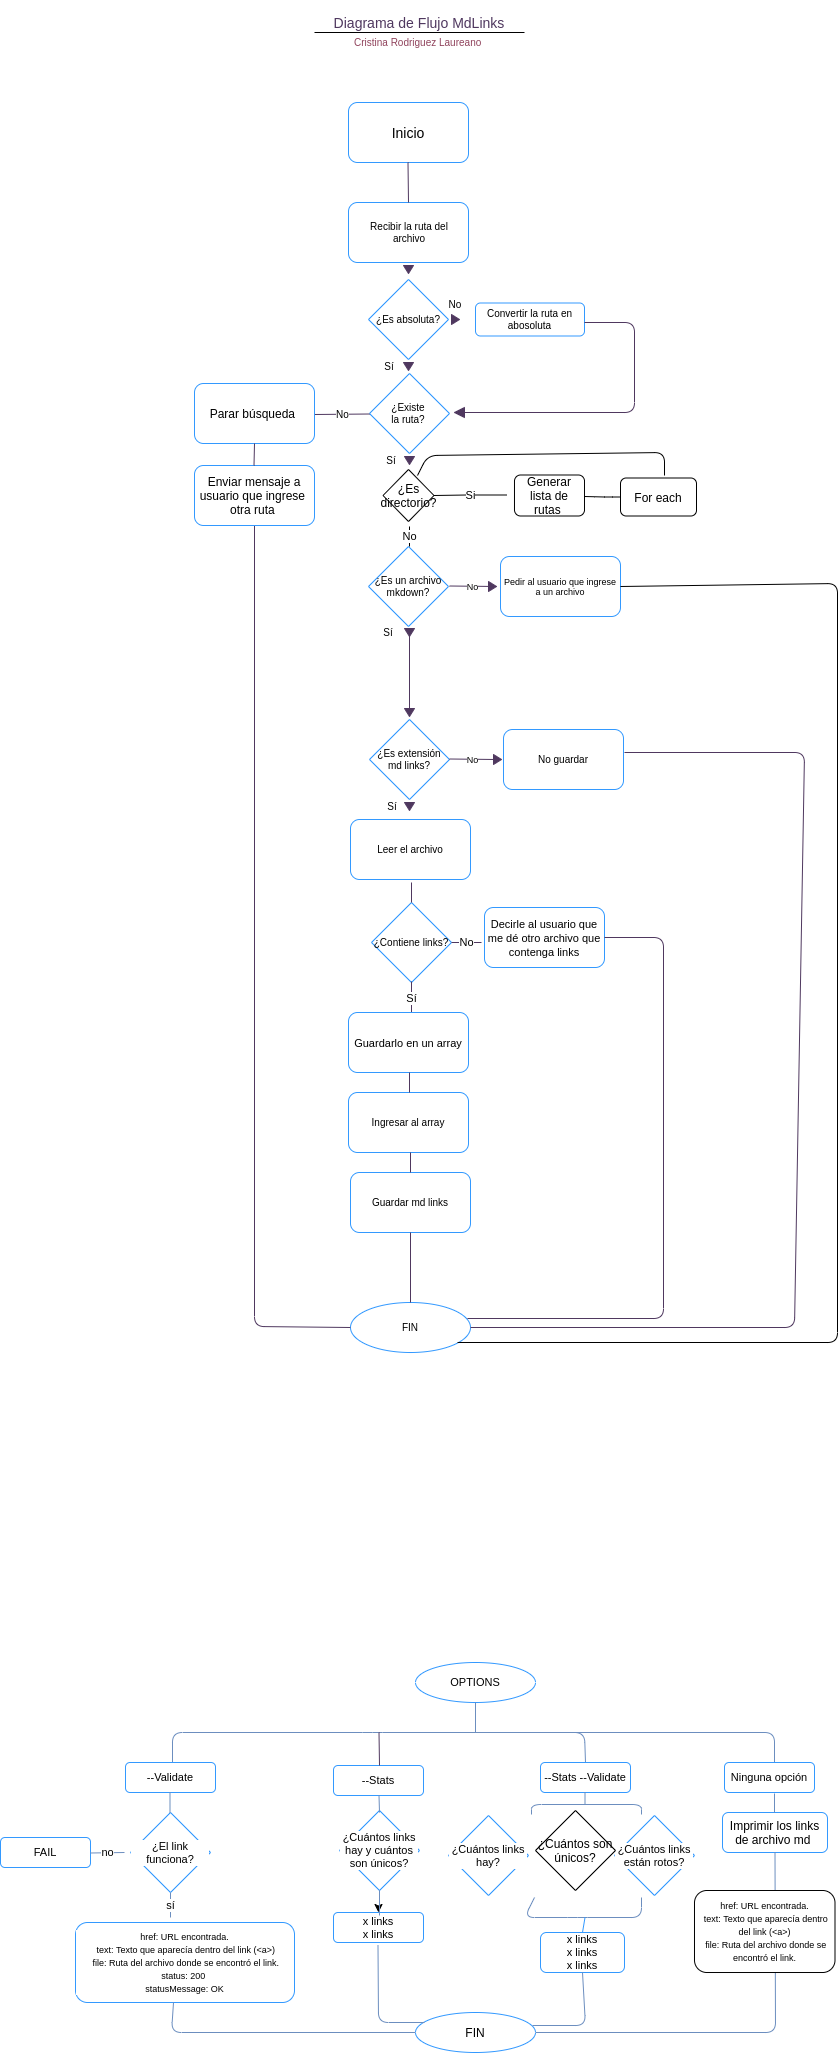 Diagrama de Flujo MdLinks
Cristina Rodriguez Laureano
Inicio
Recibir la ruta del
archivo
No
¿Es absoluta?
Convertir la ruta en
abosoluta
Sí
Parar búsqueda
No
¿Existe
la ruta?
Sí
Enviar mensaje a
usuario que ingrese
otra ruta
¿Es
directorio?
Si
Generar
lista de
rutas
For each
No
¿Es un archivo
mkdown?
No
Pedir al usuario que ingrese
a un archivo
Sí
¿Es extensión
md links?
No
No guardar
Sí
Leer el archivo
¿Contiene links?
No
Decirle al usuario que
me dé otro archivo que
contenga links
Sí
Guardarlo en un array
Ingresar al array
Guardar md links
FIN
OPTIONS
--Validate
--Stats
--Stats --Validate
Ninguna opción
FAIL
no
¿El link
funciona?
¿Cuántos links
hay y cuántos
son únicos?
¿Cuántos links
hay?
¿Cuántos son
únicos?
¿Cuántos links
están rotos?
Imprimir los links
de archivo md
sí
href: URL encontrada.
text: Texto que aparecía dentro del link (<a>)
file: Ruta del archivo donde se encontró el link.
status: 200
statusMessage: OK
x links
x links
x links
x links
x links
href: URL encontrada.
text: Texto que aparecía dentro
del link (<a>)
file: Ruta del archivo donde se
encontró el link.
FIN